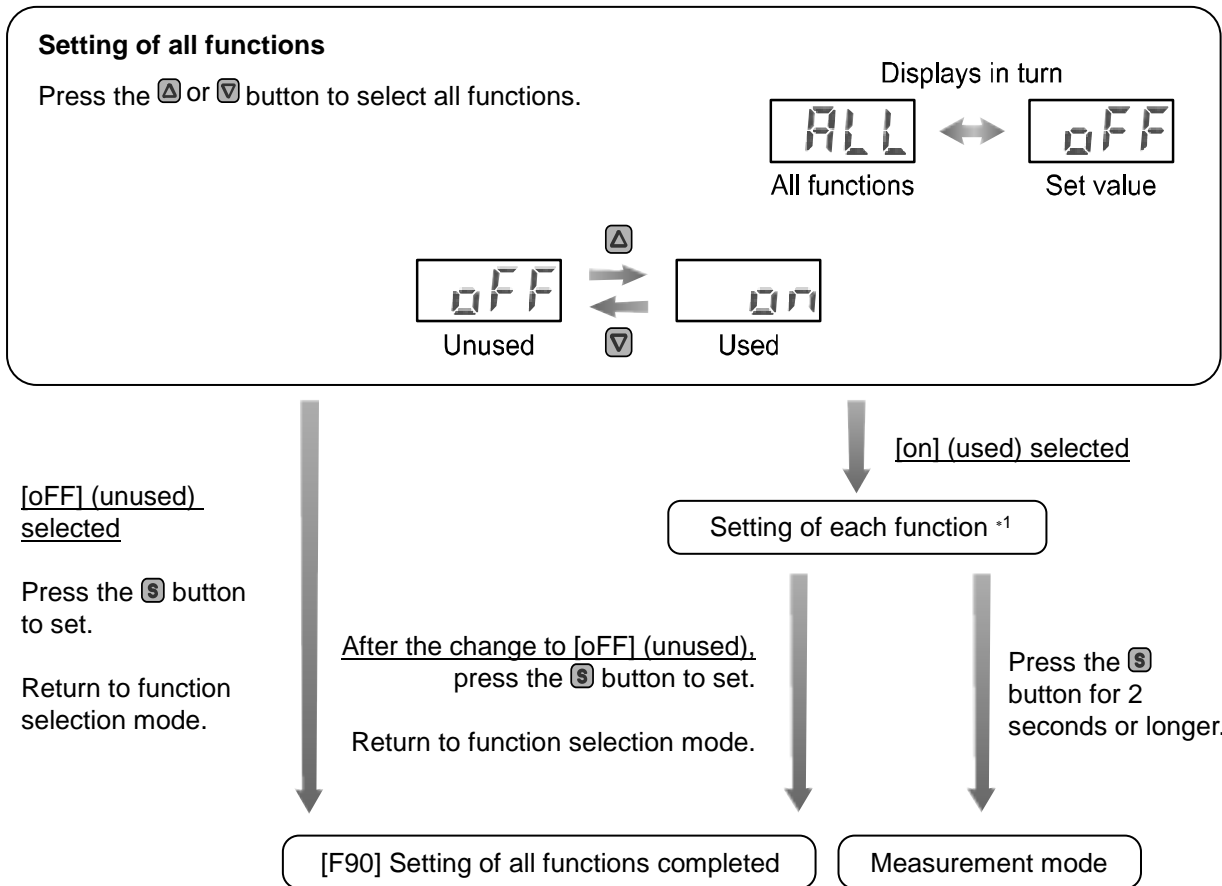 Setting of all functions
Press the △ or ▽ button to select all functions.
Displays in turn
ALL
oFF
All functions
Set value
△
oFF
on
Unused
▽
Used
[on] (used) selected
[oFF] (unused)
selected
Setting of each function *1
Press the S button
to set.
After the change to [oFF] (unused),
press the S button to set.
Press the S
button for 2
seconds or longer.
Return to function
selection mode.
Return to function selection mode.
[F90] Setting of all functions completed
Measurement mode